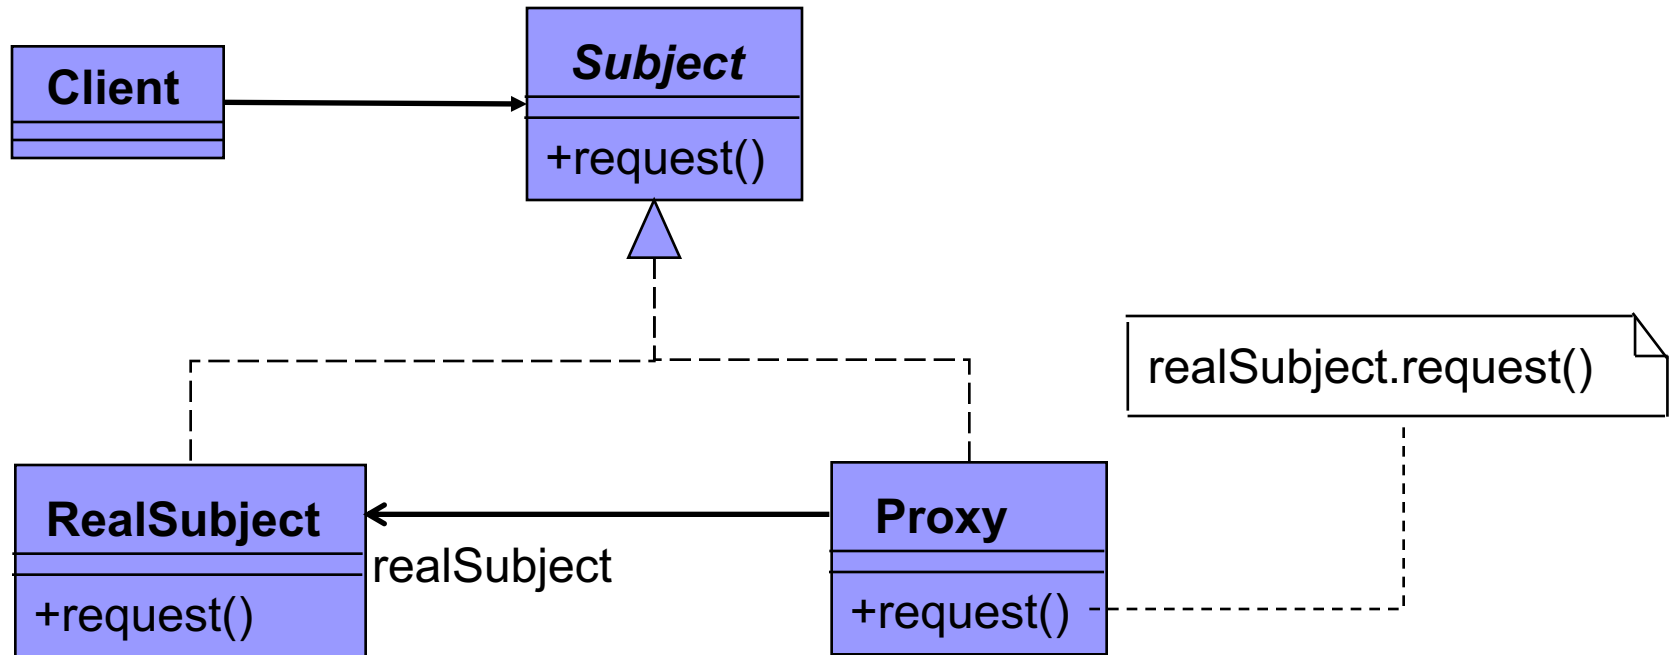 Client
Subject
+request()
realSubject.request()
RealSubject
+request()
realSubject
Proxy
+request()